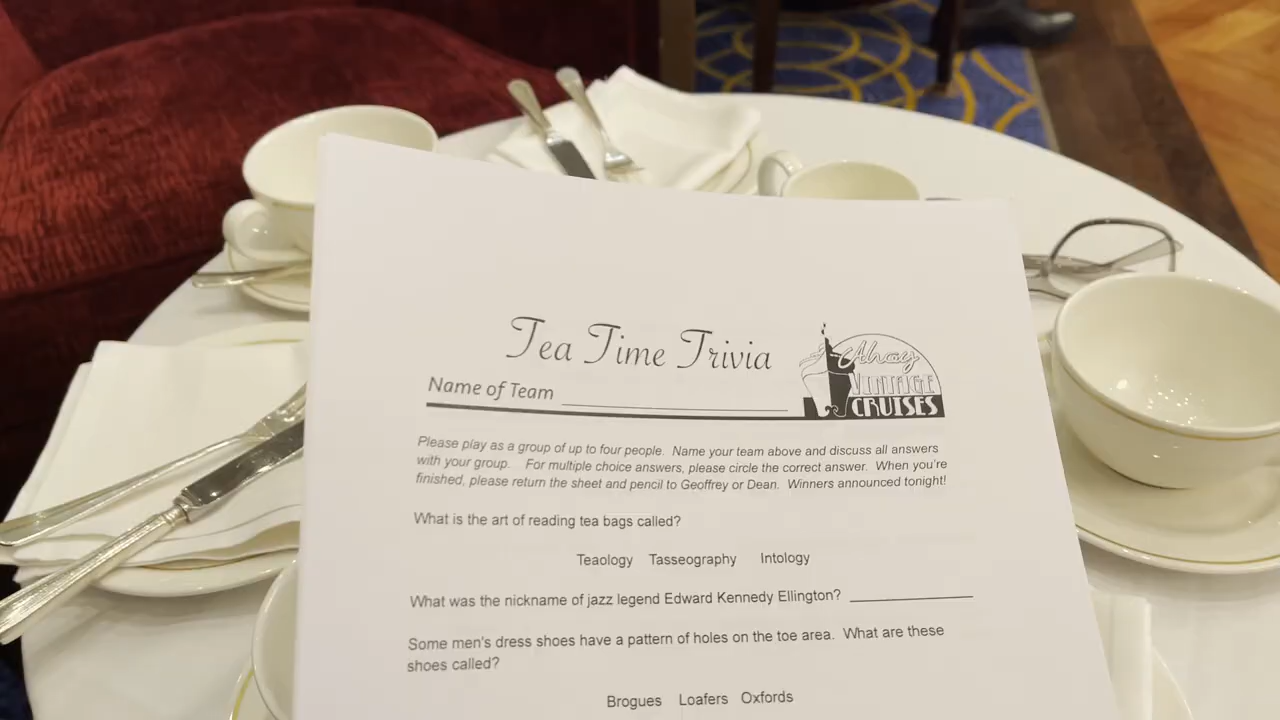 Tea Time Trivia
Ahoy
VINTAGE
CRUISES
Name of Team
Please play as a group of up to four people. Name your team above and discuss all answers
with your group. For multiple choice answers, please circle the correct answer. When you're
finished, please return the sheet and pencil to Geoffrey or Dean. Winners announced tonight!
What is the art of reading tea bags called?
Teaology Tasseography Intology
What was the nickname of jazz legend Edward Kennedy Ellington?
Some men's dress shoes have a pattern of holes on the toe area. What are these
shoes called?
Brogues Loafers Oxfords